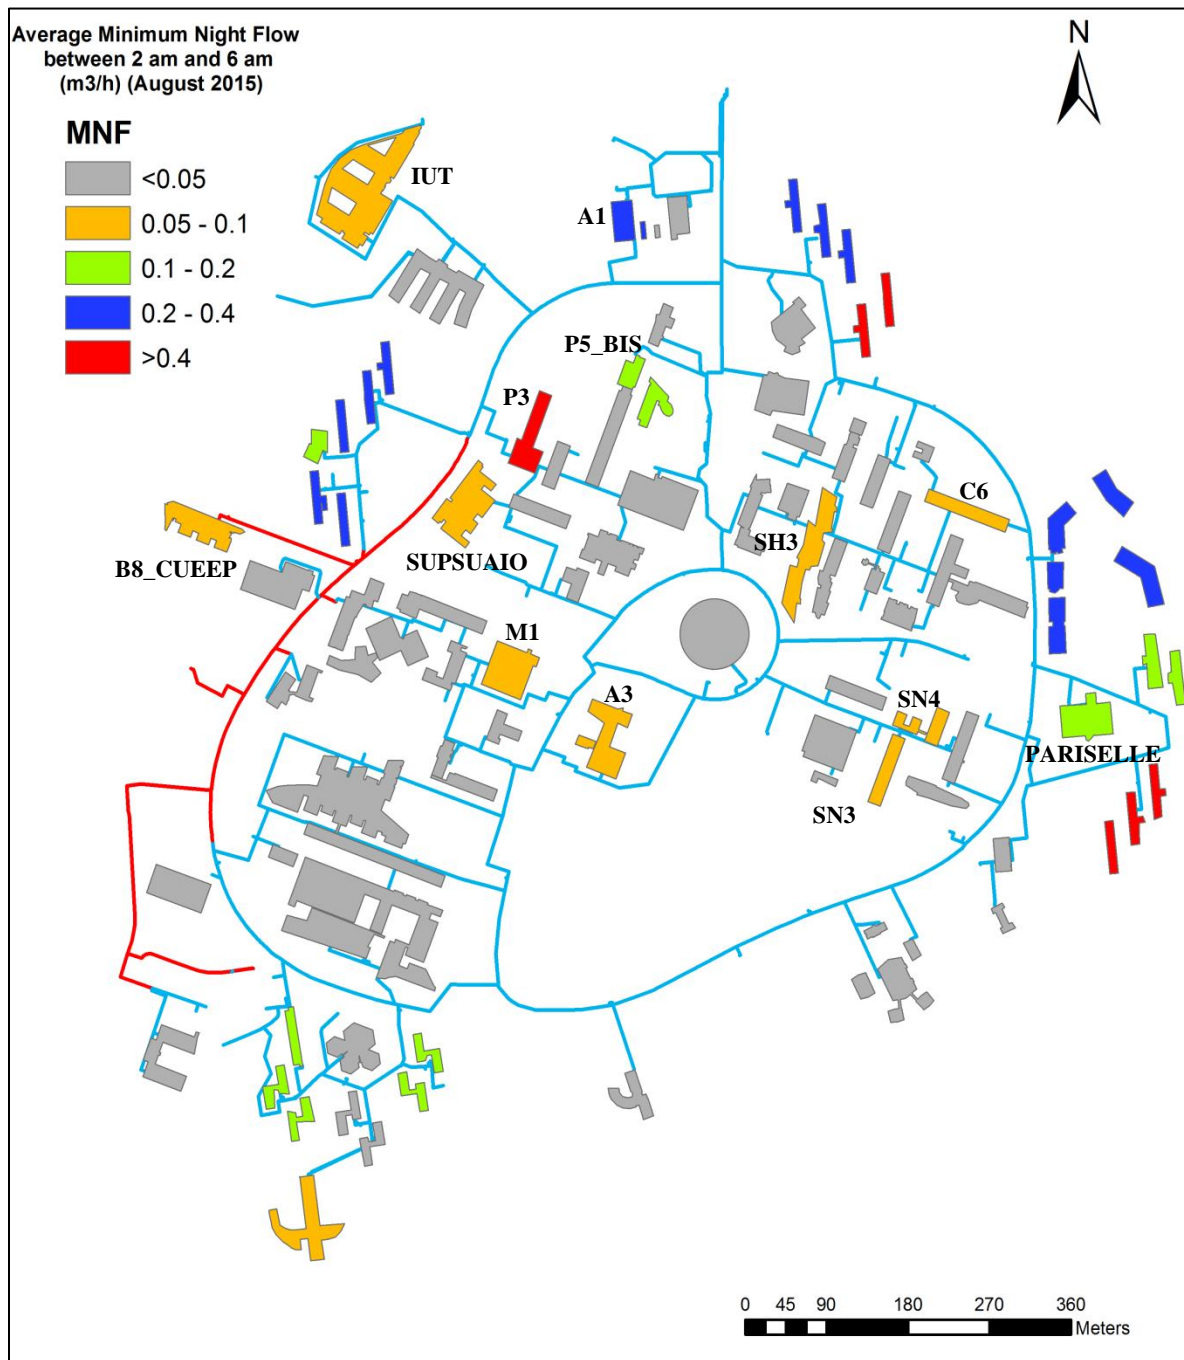 Average Minimum Night Flow
between 2 am and 6 am
(m3/h) (August 2015)
N
MNF
<0.05
0.05 - 0.1
0.1 - 0.2
0.2 - 0.4
>0.4
IUT
A1
P5_BIS
P3
C6
SH3
SUPSUAIO
B8_CUEEP
M1
A3
SN4
PARISELLE
SN3
0 45 90 180 270 360
Meters